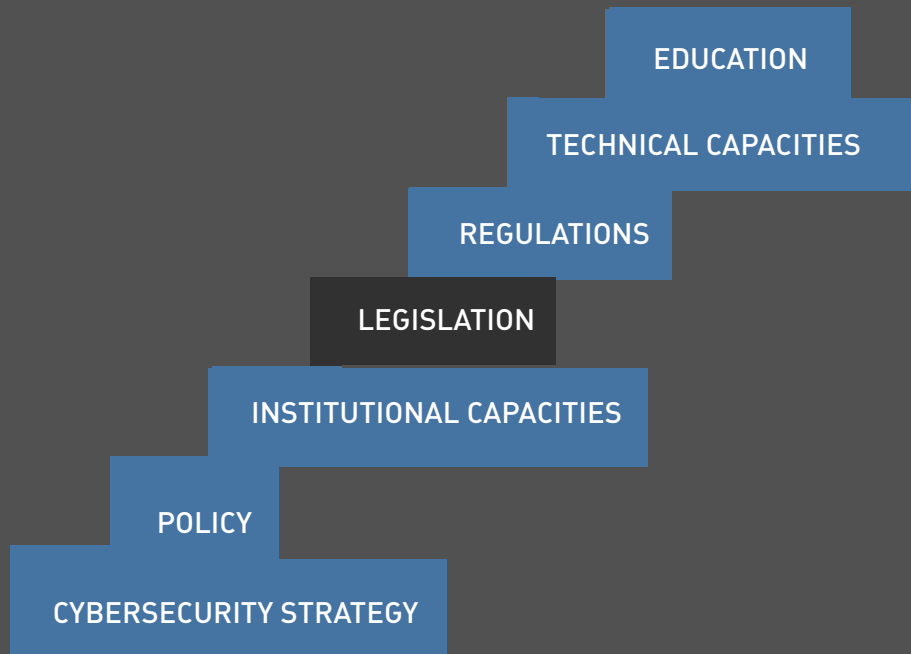 EDUCATION
TECHNICAL CAPACITIES
REGULATIONS
LEGISLATION
INSTITUTIONAL CAPACITIES
POLICY
CYBERSECURITY STRATEGY